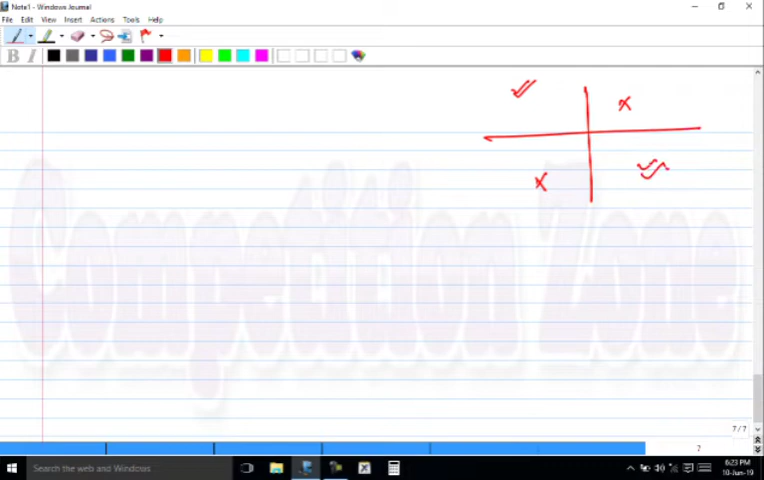 Note1 - Windows Journal
File Edit View Insert Actions Tools Help
B I
x
x
Competition Zone
7 / 7
7
Search the web and Windows
6:23 PM
10-Jun-19